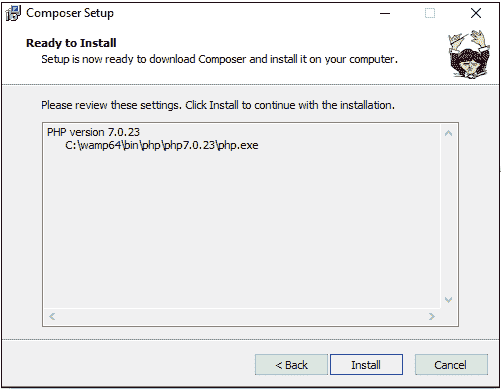 Composer Setup
Ready to Install
Setup is now ready to download Composer and install it on your computer.
Please review these settings. Click Install to continue with the installation.
PHP version 7.0.23
C:\wamp64\bin\php\php7.0.23\php.exe
< Back Install Cancel